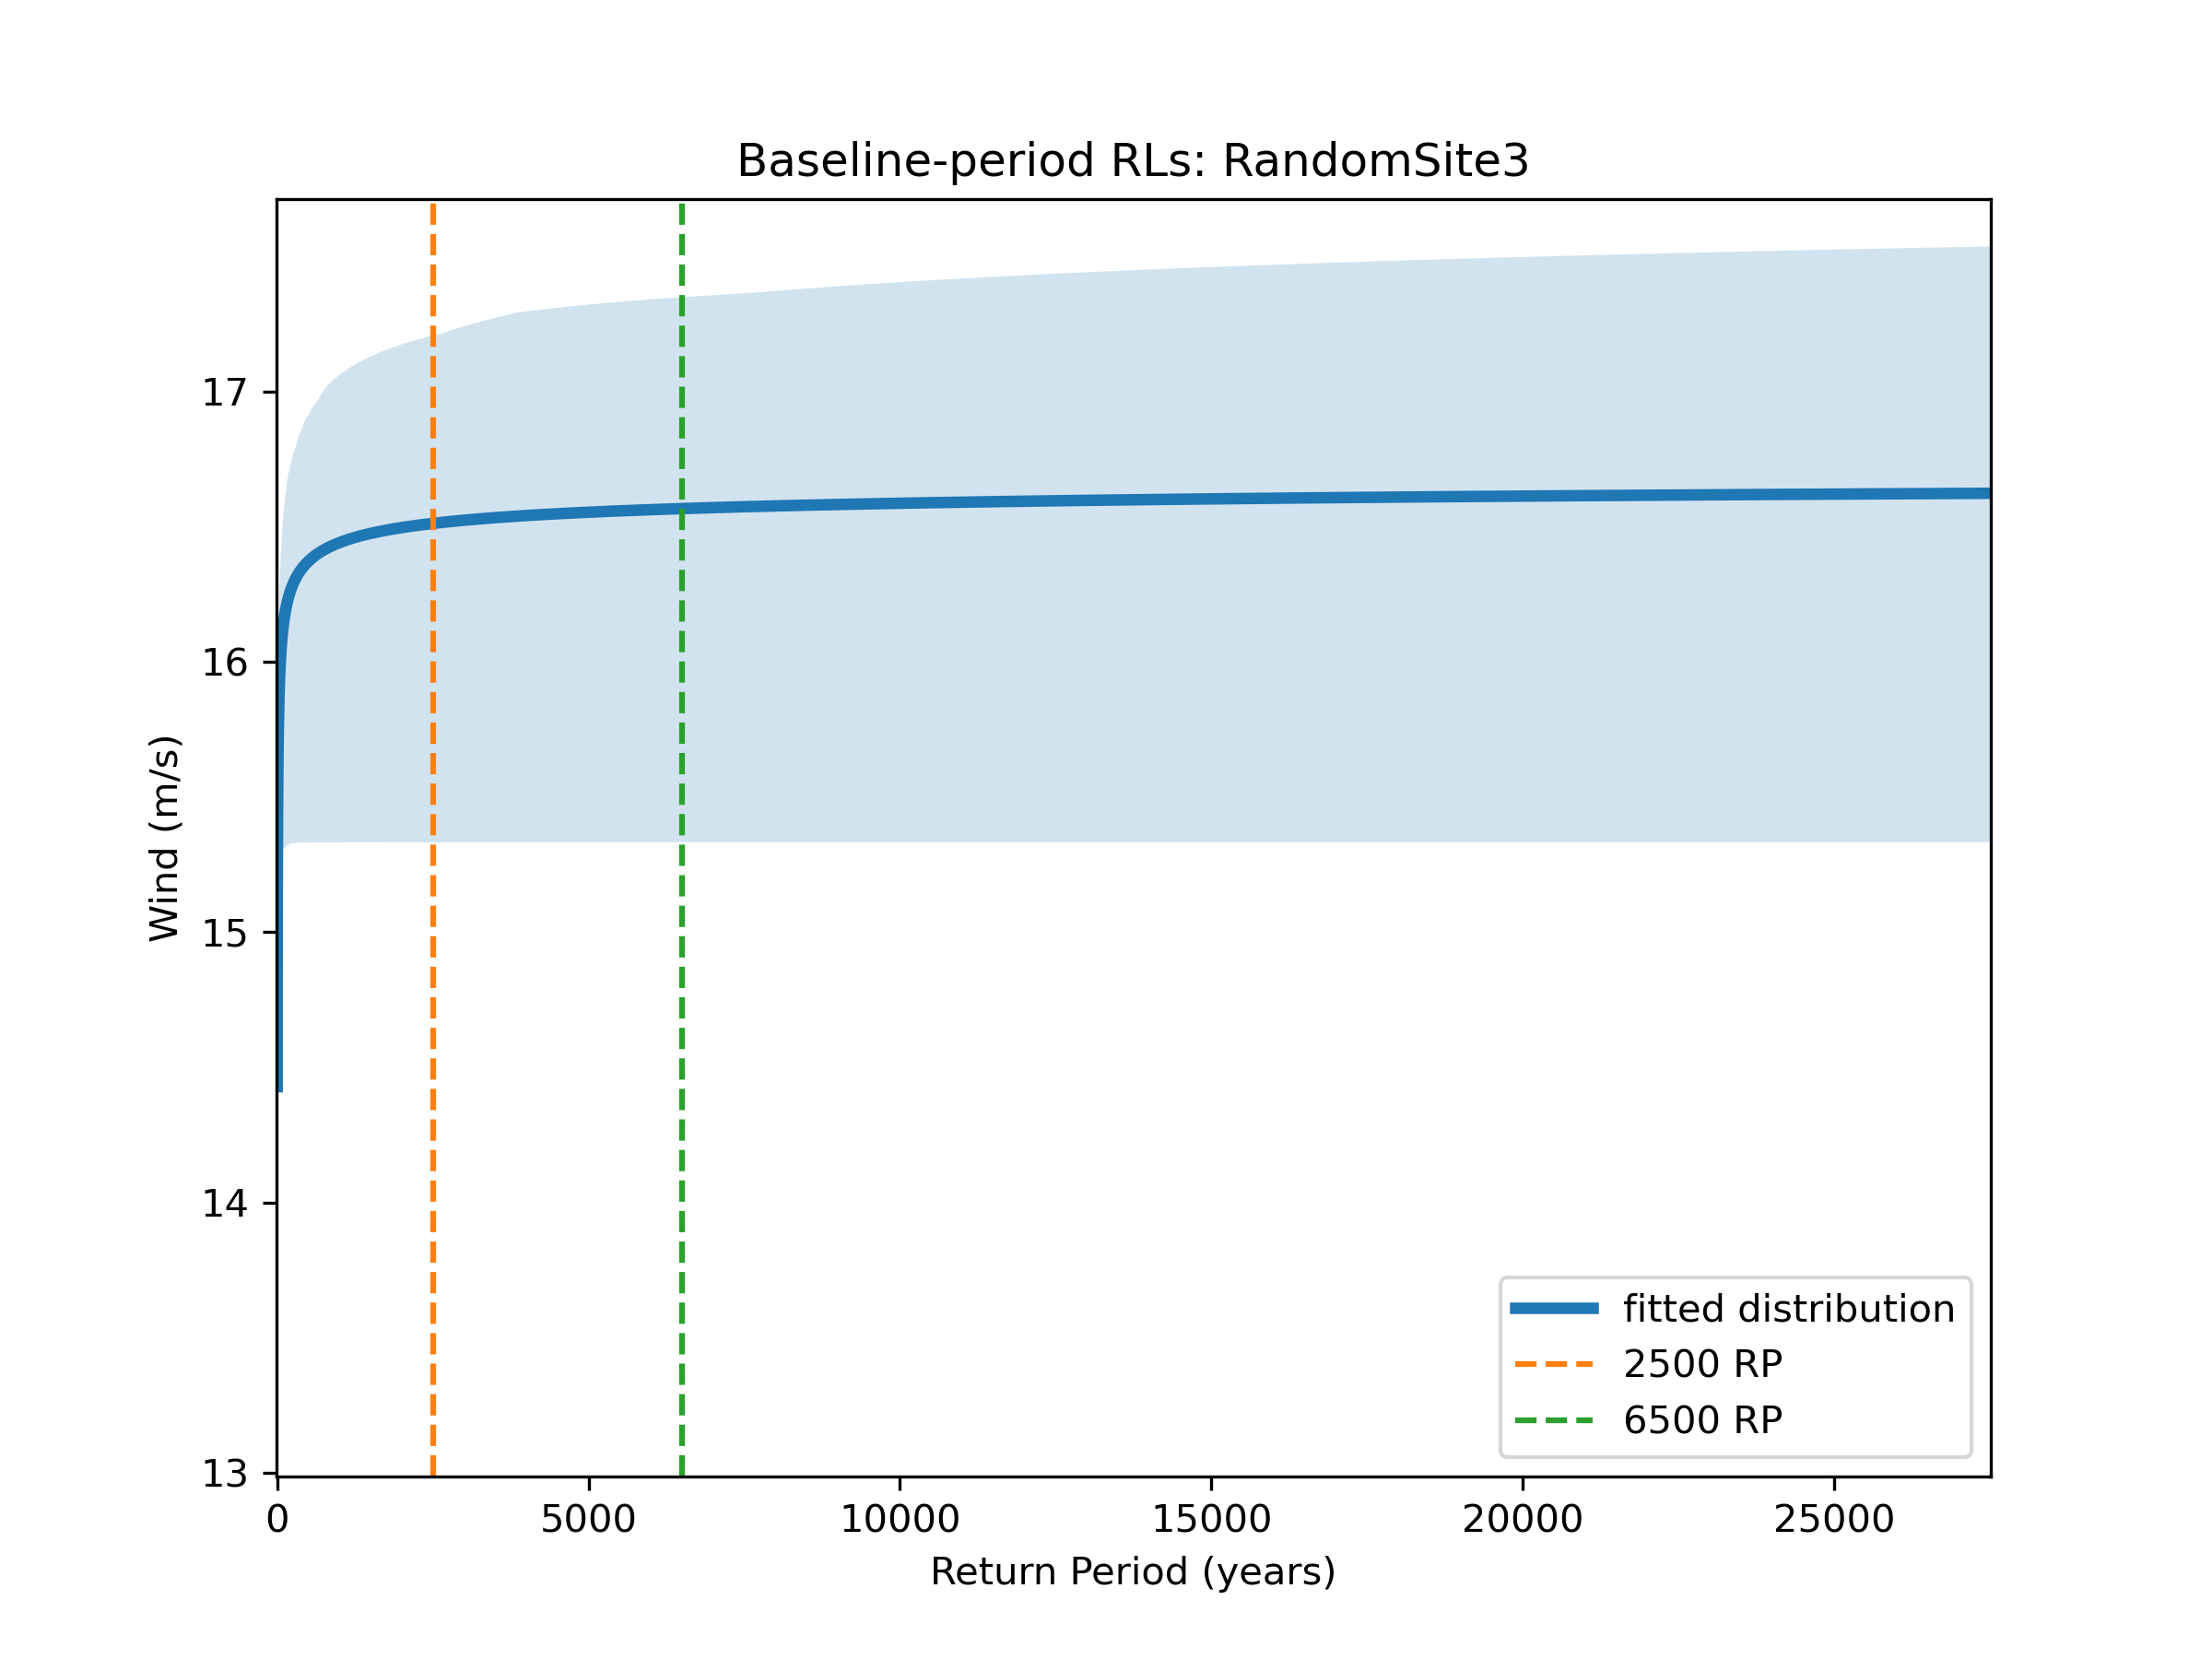 Baseline-period RLs: RandomSite3
17
16
15
14
13
Wind (m/s)
0 5000 10000 15000 20000 25000
Return Period (years)
fitted distribution
2500 RP
6500 RP